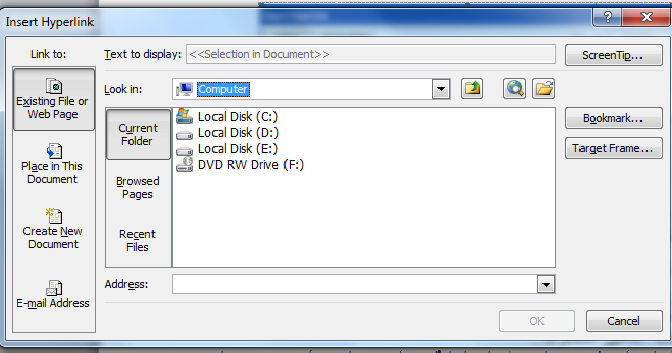 Insert Hyperlink
Link to:
Text to display: <<Selection in Document>>
ScreenTip...
Existing File or
Web Page
Look in: Computer
Current
Folder
Local Disk (C:)
Local Disk (D:)
Local Disk (E:)
DVD RW Drive (F:)
Bookmark...
Target Frame...
Place in This
Document
Browsed
Pages
Create New
Document
Recent
Files
E-mail Address
Address:
OK
Cancel